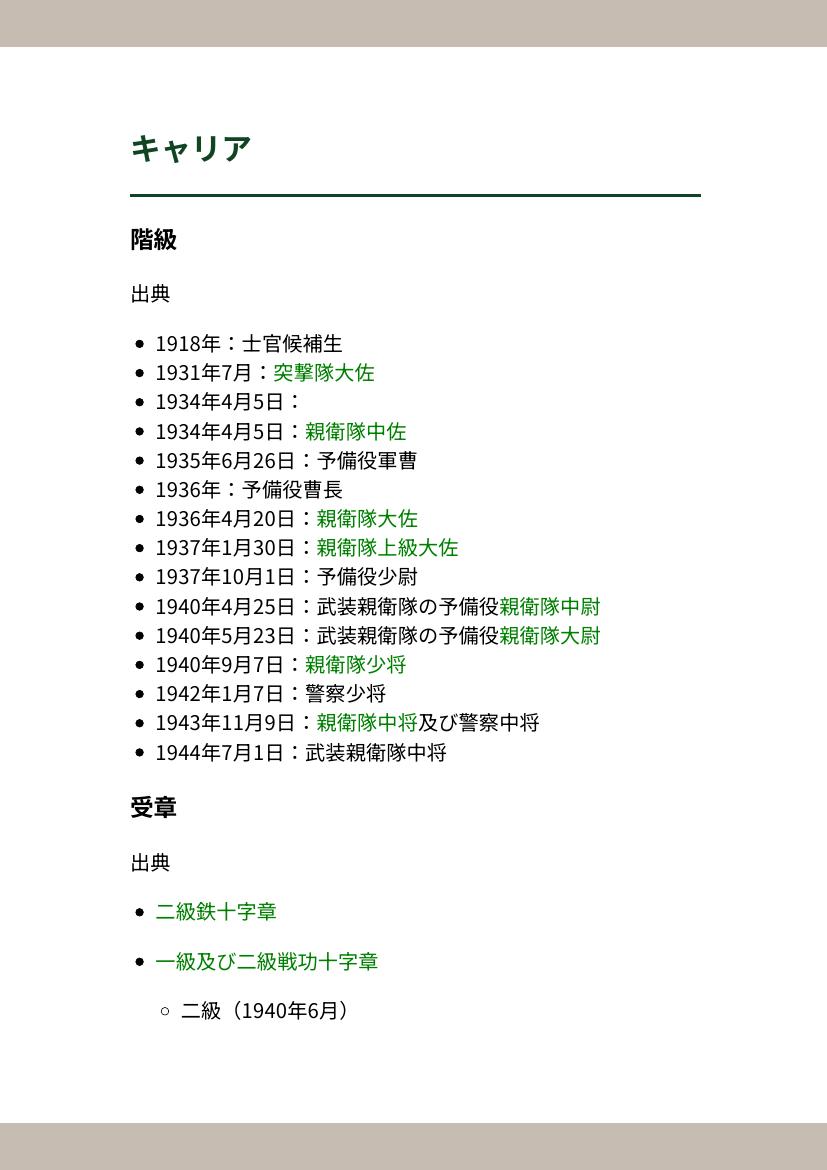 キャリア
階級
出典
1918年：士官候補生
1931年7月：突撃隊大佐
1934年4月5日：
1934年4月5日：親衛隊中佐
1935年6月26日：予備役軍曹
1936年：予備役曹長
1936年4月20日：親衛隊大佐
1937年1月30日：親衛隊上級大佐
1937年10月1日：予備役少尉
1940年4月25日：武装親衛隊の予備役親衛隊中尉
1940年5月23日：武装親衛隊の予備役親衛隊大尉
1940年9月7日：親衛隊少将
1942年1月7日：警察少将
1943年11月9日：親衛隊中将及び警察中将
1944年7月1日：武装親衛隊中将
受章
出典
二級鉄十字章
一級及び二級戦功十字章
二級（1940年6月）